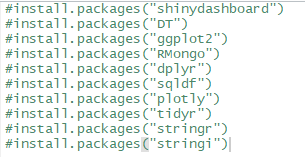 #install.packages("shinydashboard")
#install.packages("DT")
#install.packages("ggplot2")
#install.packages("RMongo")
#install.packages("dplyr")
#install.packages("sqldf")
#install.packages("plotly")
#install.packages("tidyr")
#install.packages("stringr")
#install.packages("stringi")